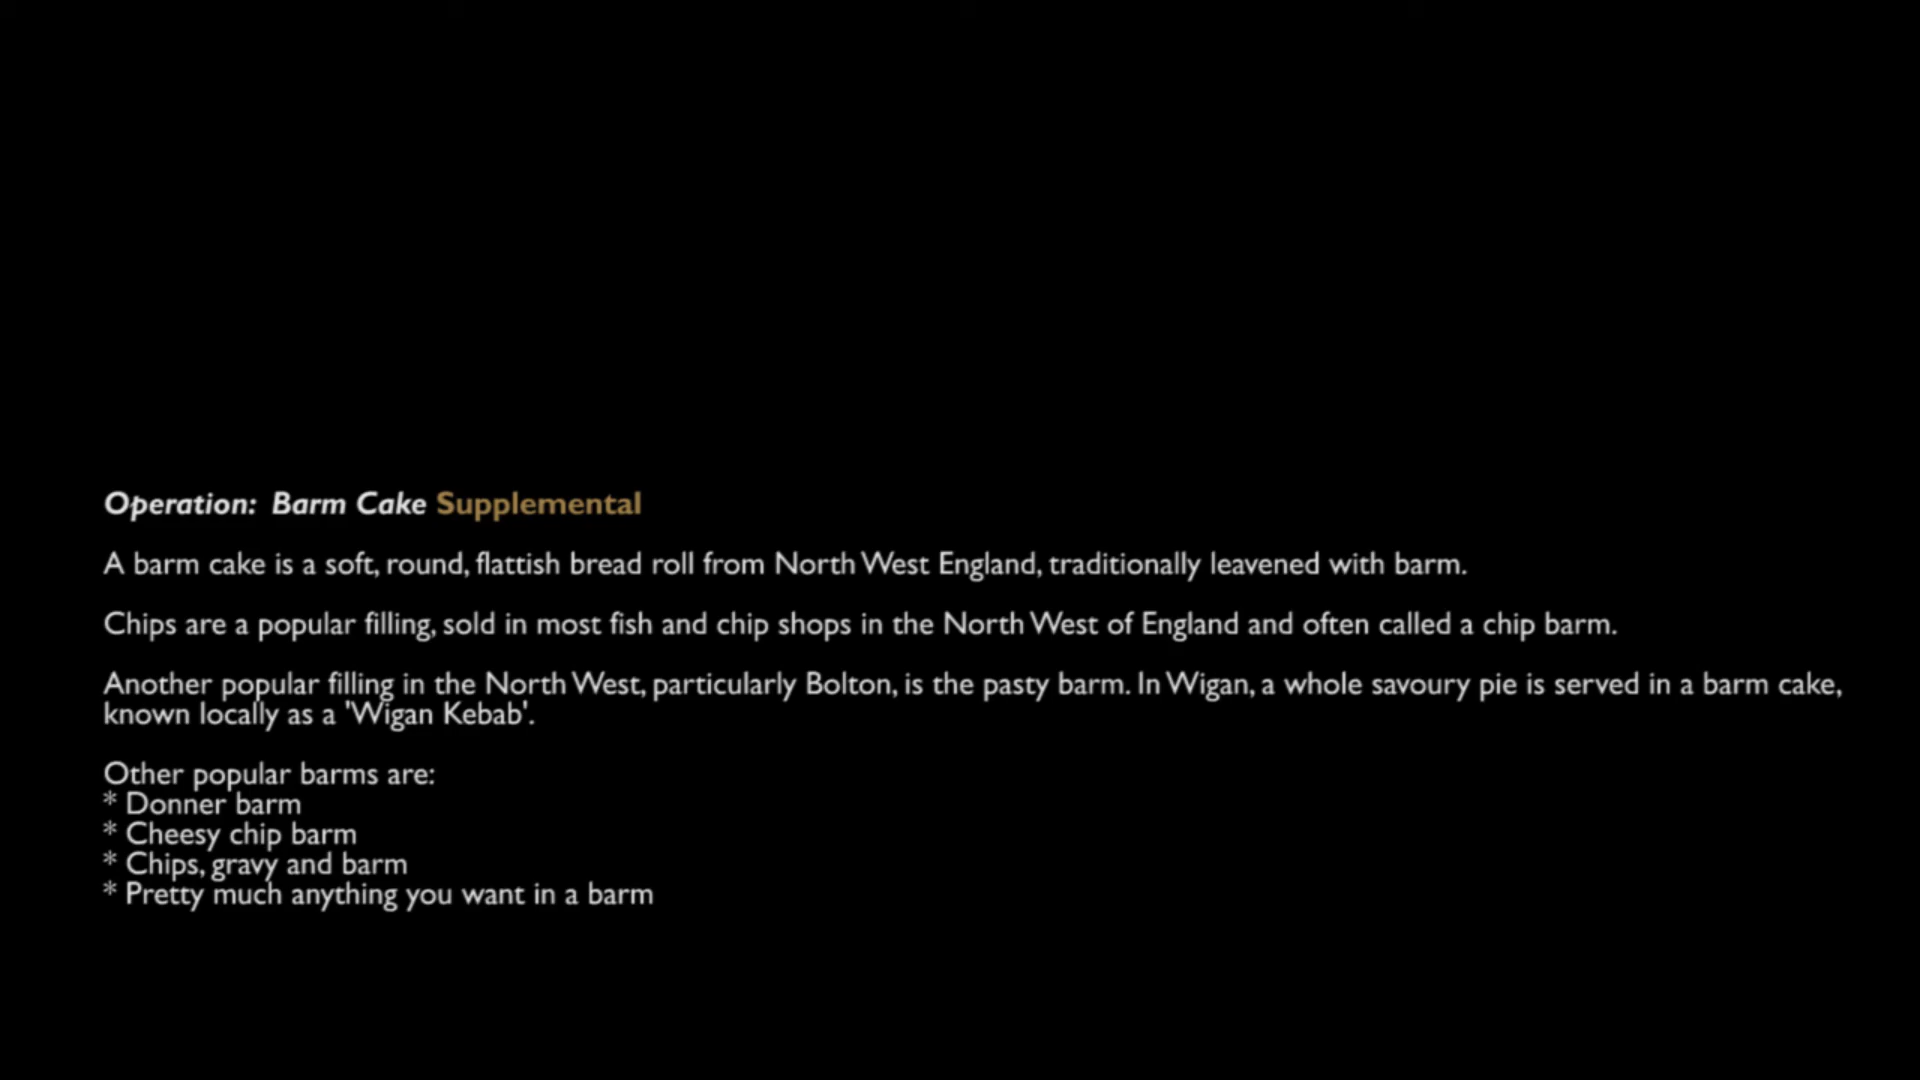 Operation: Barm Cake Supplemental
A barm cake is a soft, round, flattish bread roll from North West England, traditionally leavened with barm.
Chips are a popular filling, sold in most fish and chip shops in the North West of England and often called a chip barm.
Another popular filling in the North West, particularly Bolton, is the pasty barm. In Wigan, a whole savoury pie is served in a barm cake,
known locally as a 'Wigan Kebab'.
Other popular barms are:
* Donner barm
* Cheesy chip barm
* Chips, gravy and barm
* Pretty much anything you want in a barm